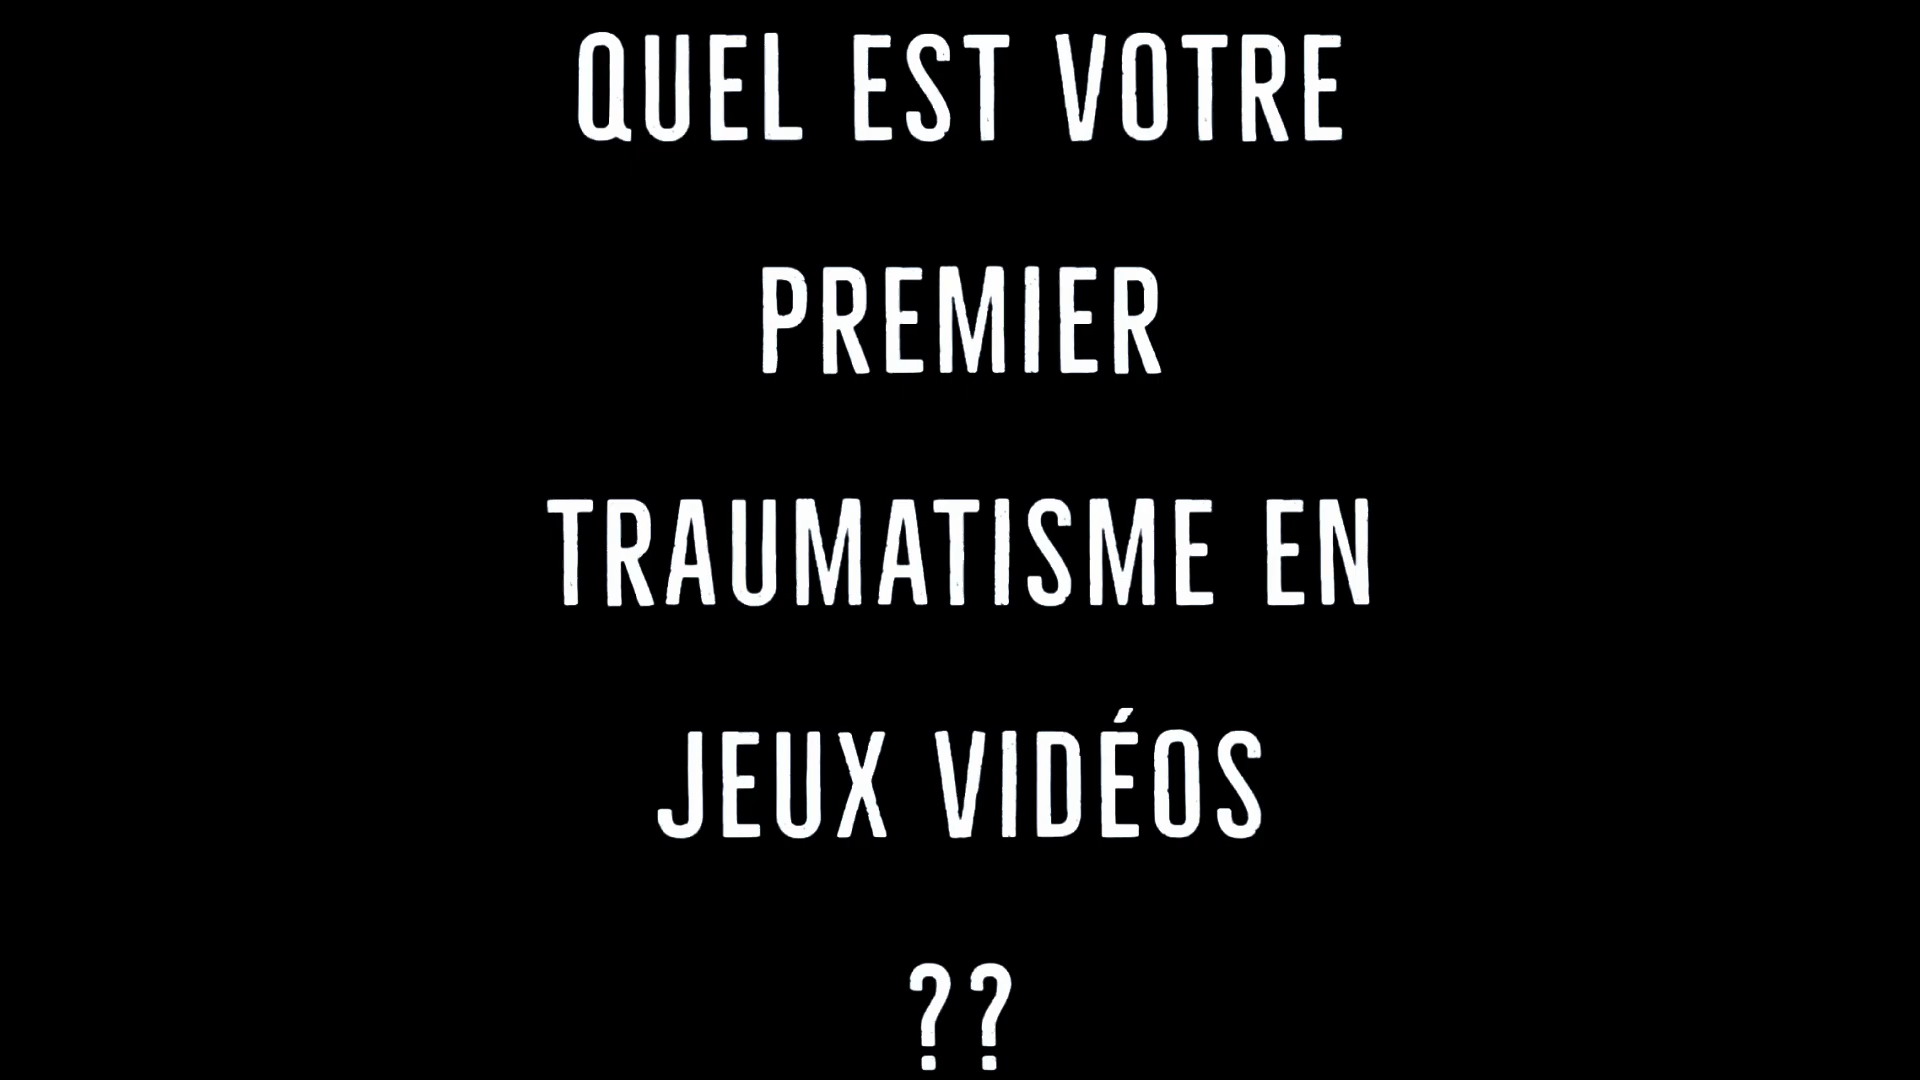 QUEL EST VOTRE
PREMIER
TRAUMATISME EN
JEUX VIDÉOS
??